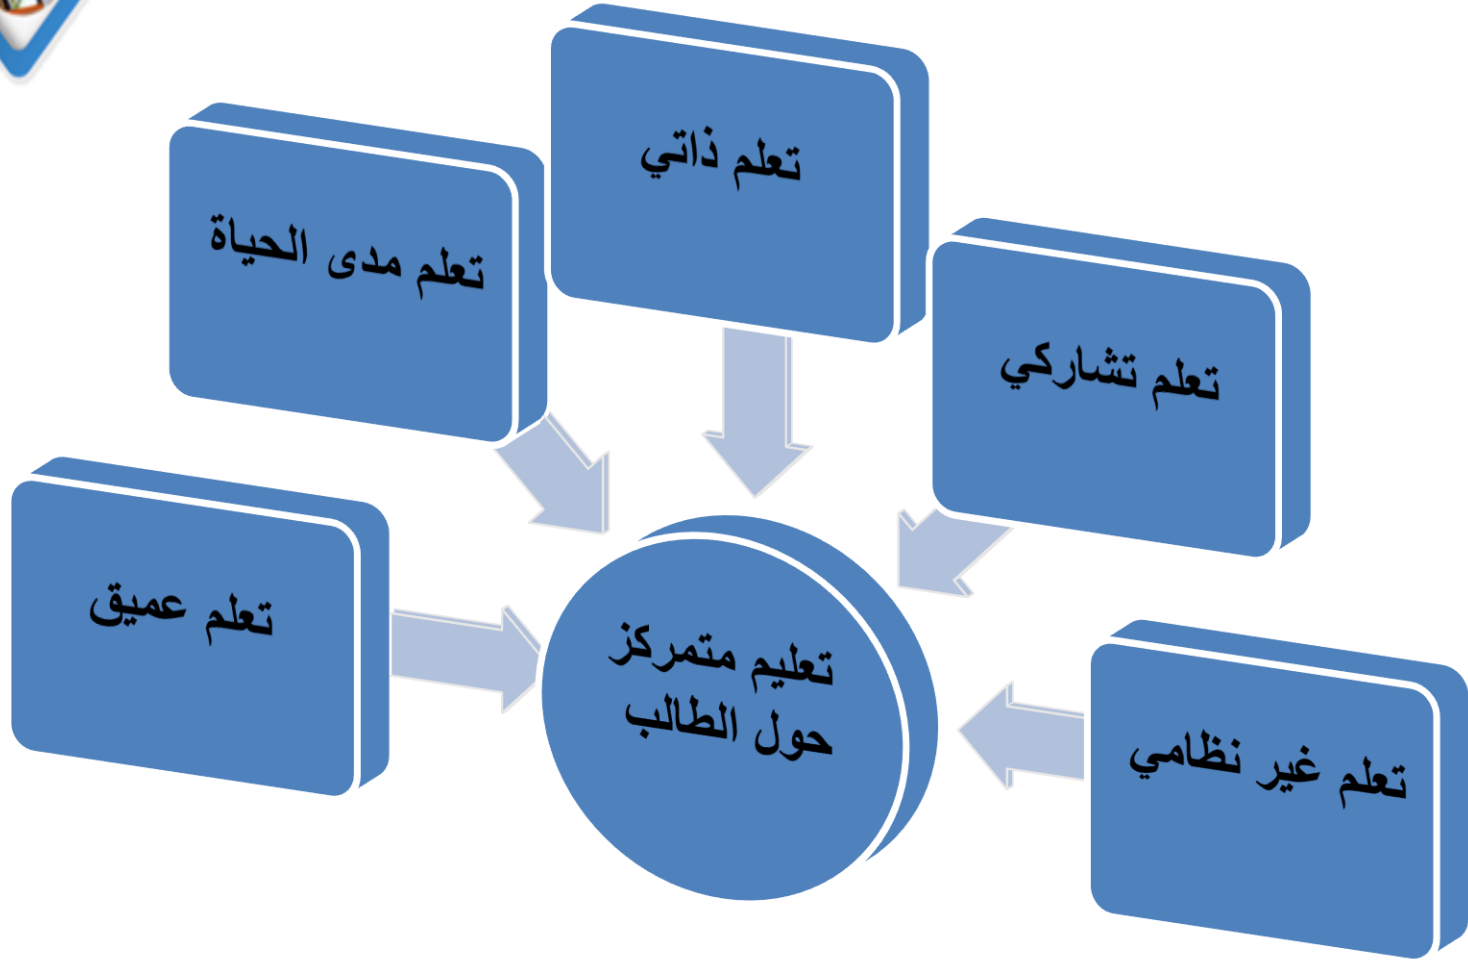 تعلم ذاتي
تعلم مدى الحياة
تعلم تشاركي
تعلم عميق
تعليم متمركز
حول الطالب
تعلم غير نظامي